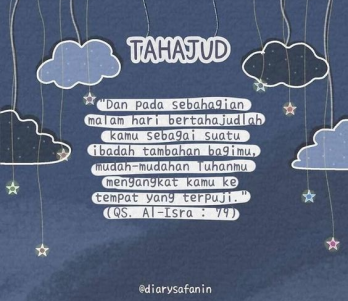 TAHAJUD
"Dan pada sebahagian
malam hari bertahajudlah
kamu sebagai suatu
ibadah tambahan bagimu,
mudah-mudahan Tuhanmu
mengangkat kamu ke
tempat yang terpuji."
(QS. Al-Isra : 79)
@diarysafanin